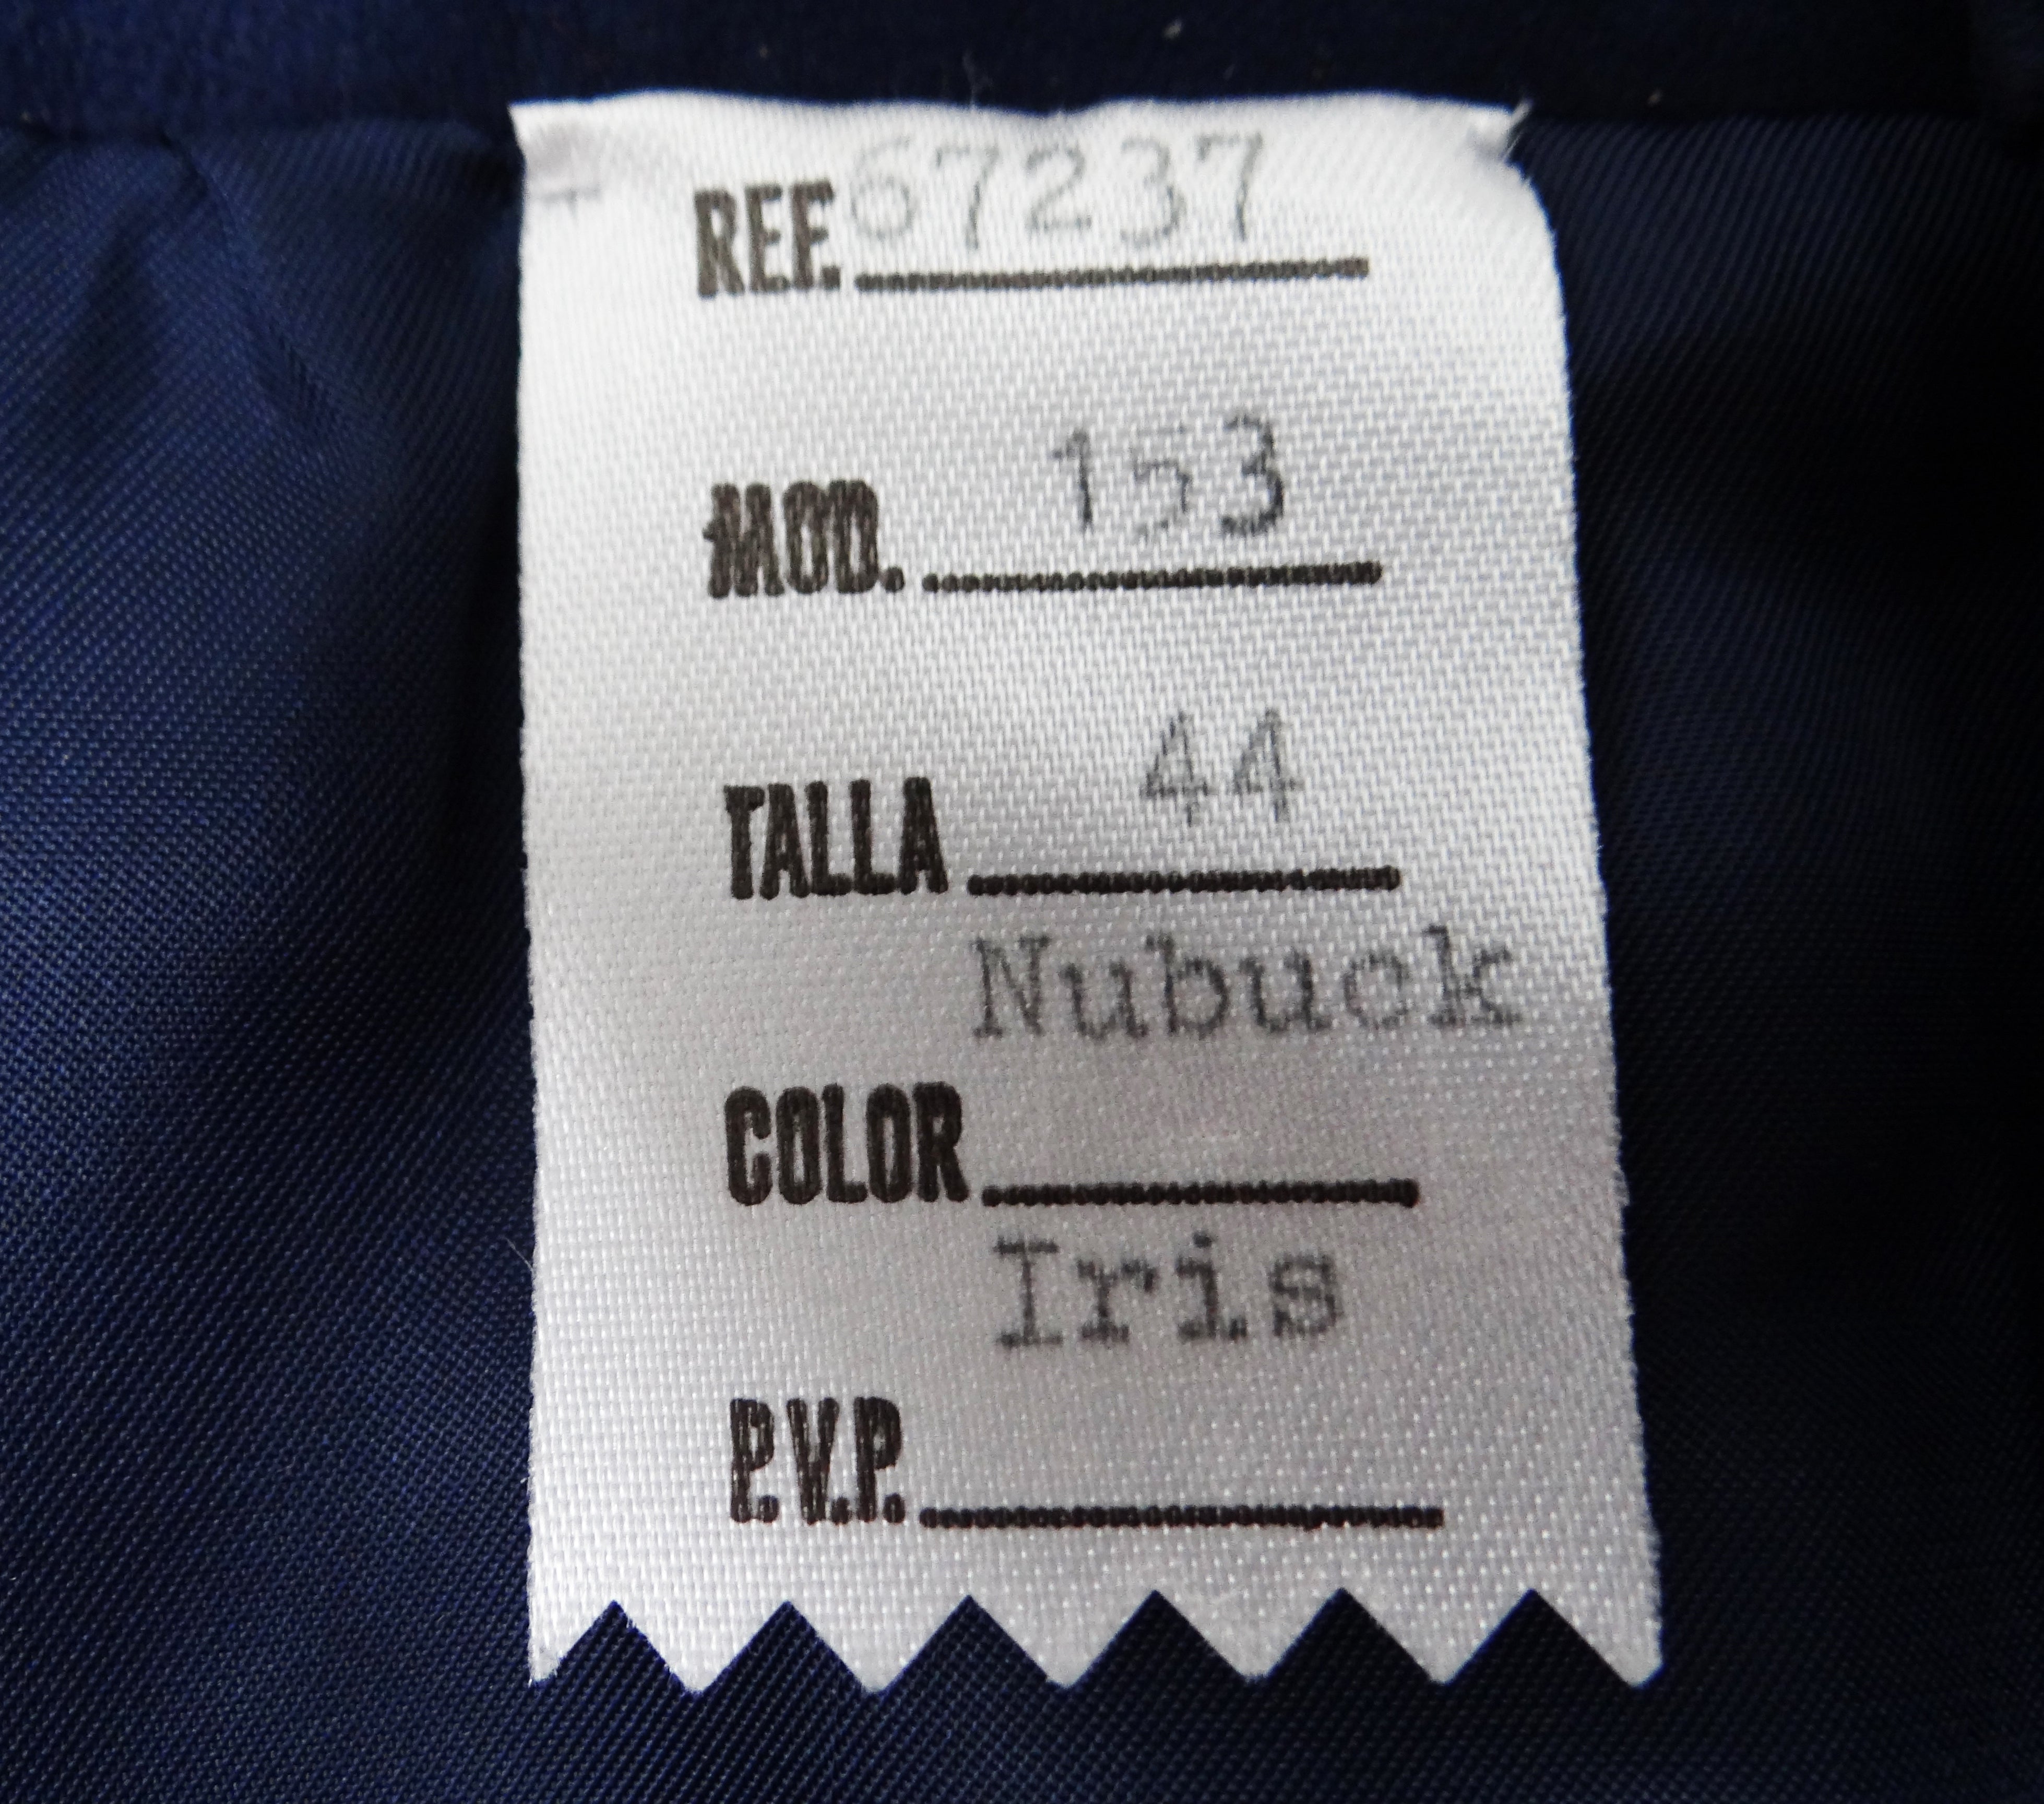 REF. 67237
MOD. 153
TALLA 44
Nubuck
COLOR
Iris
P.V.P.